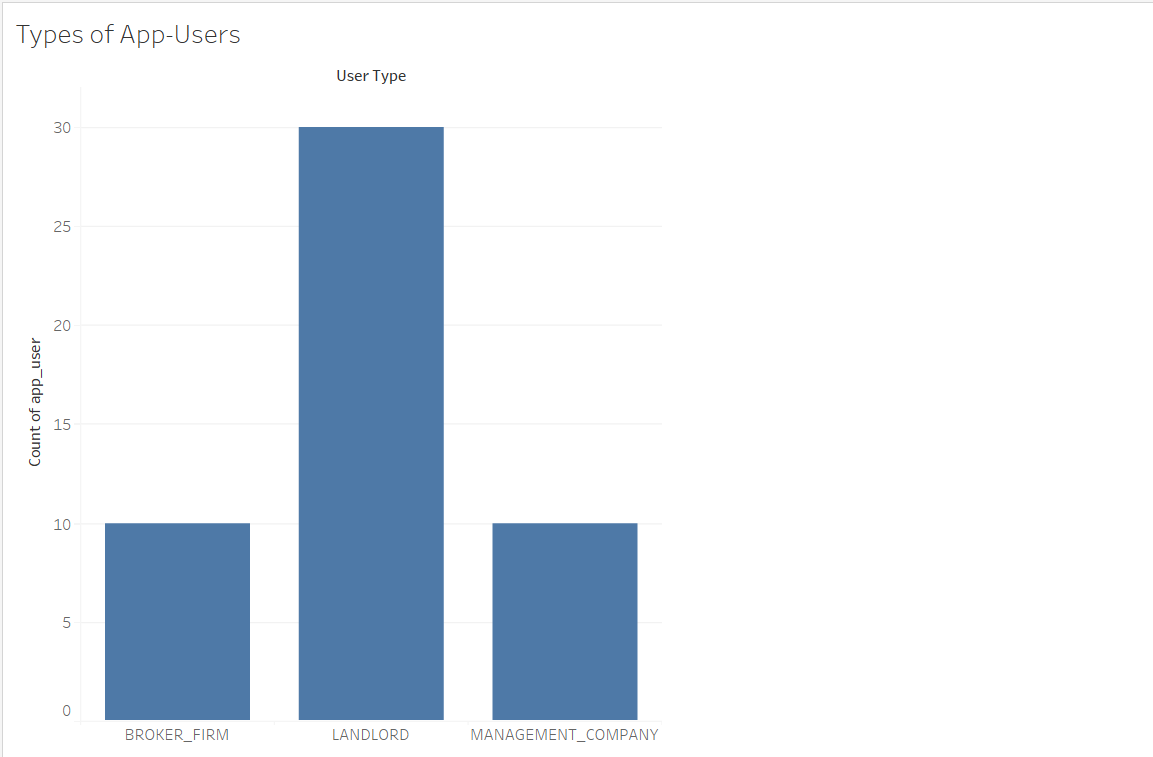 Types of App-Users
User Type
30
25
20
15
10
5
0
Count of app_user
BROKER_FIRM
LANDLORD
MANAGEMENT_COMPANY